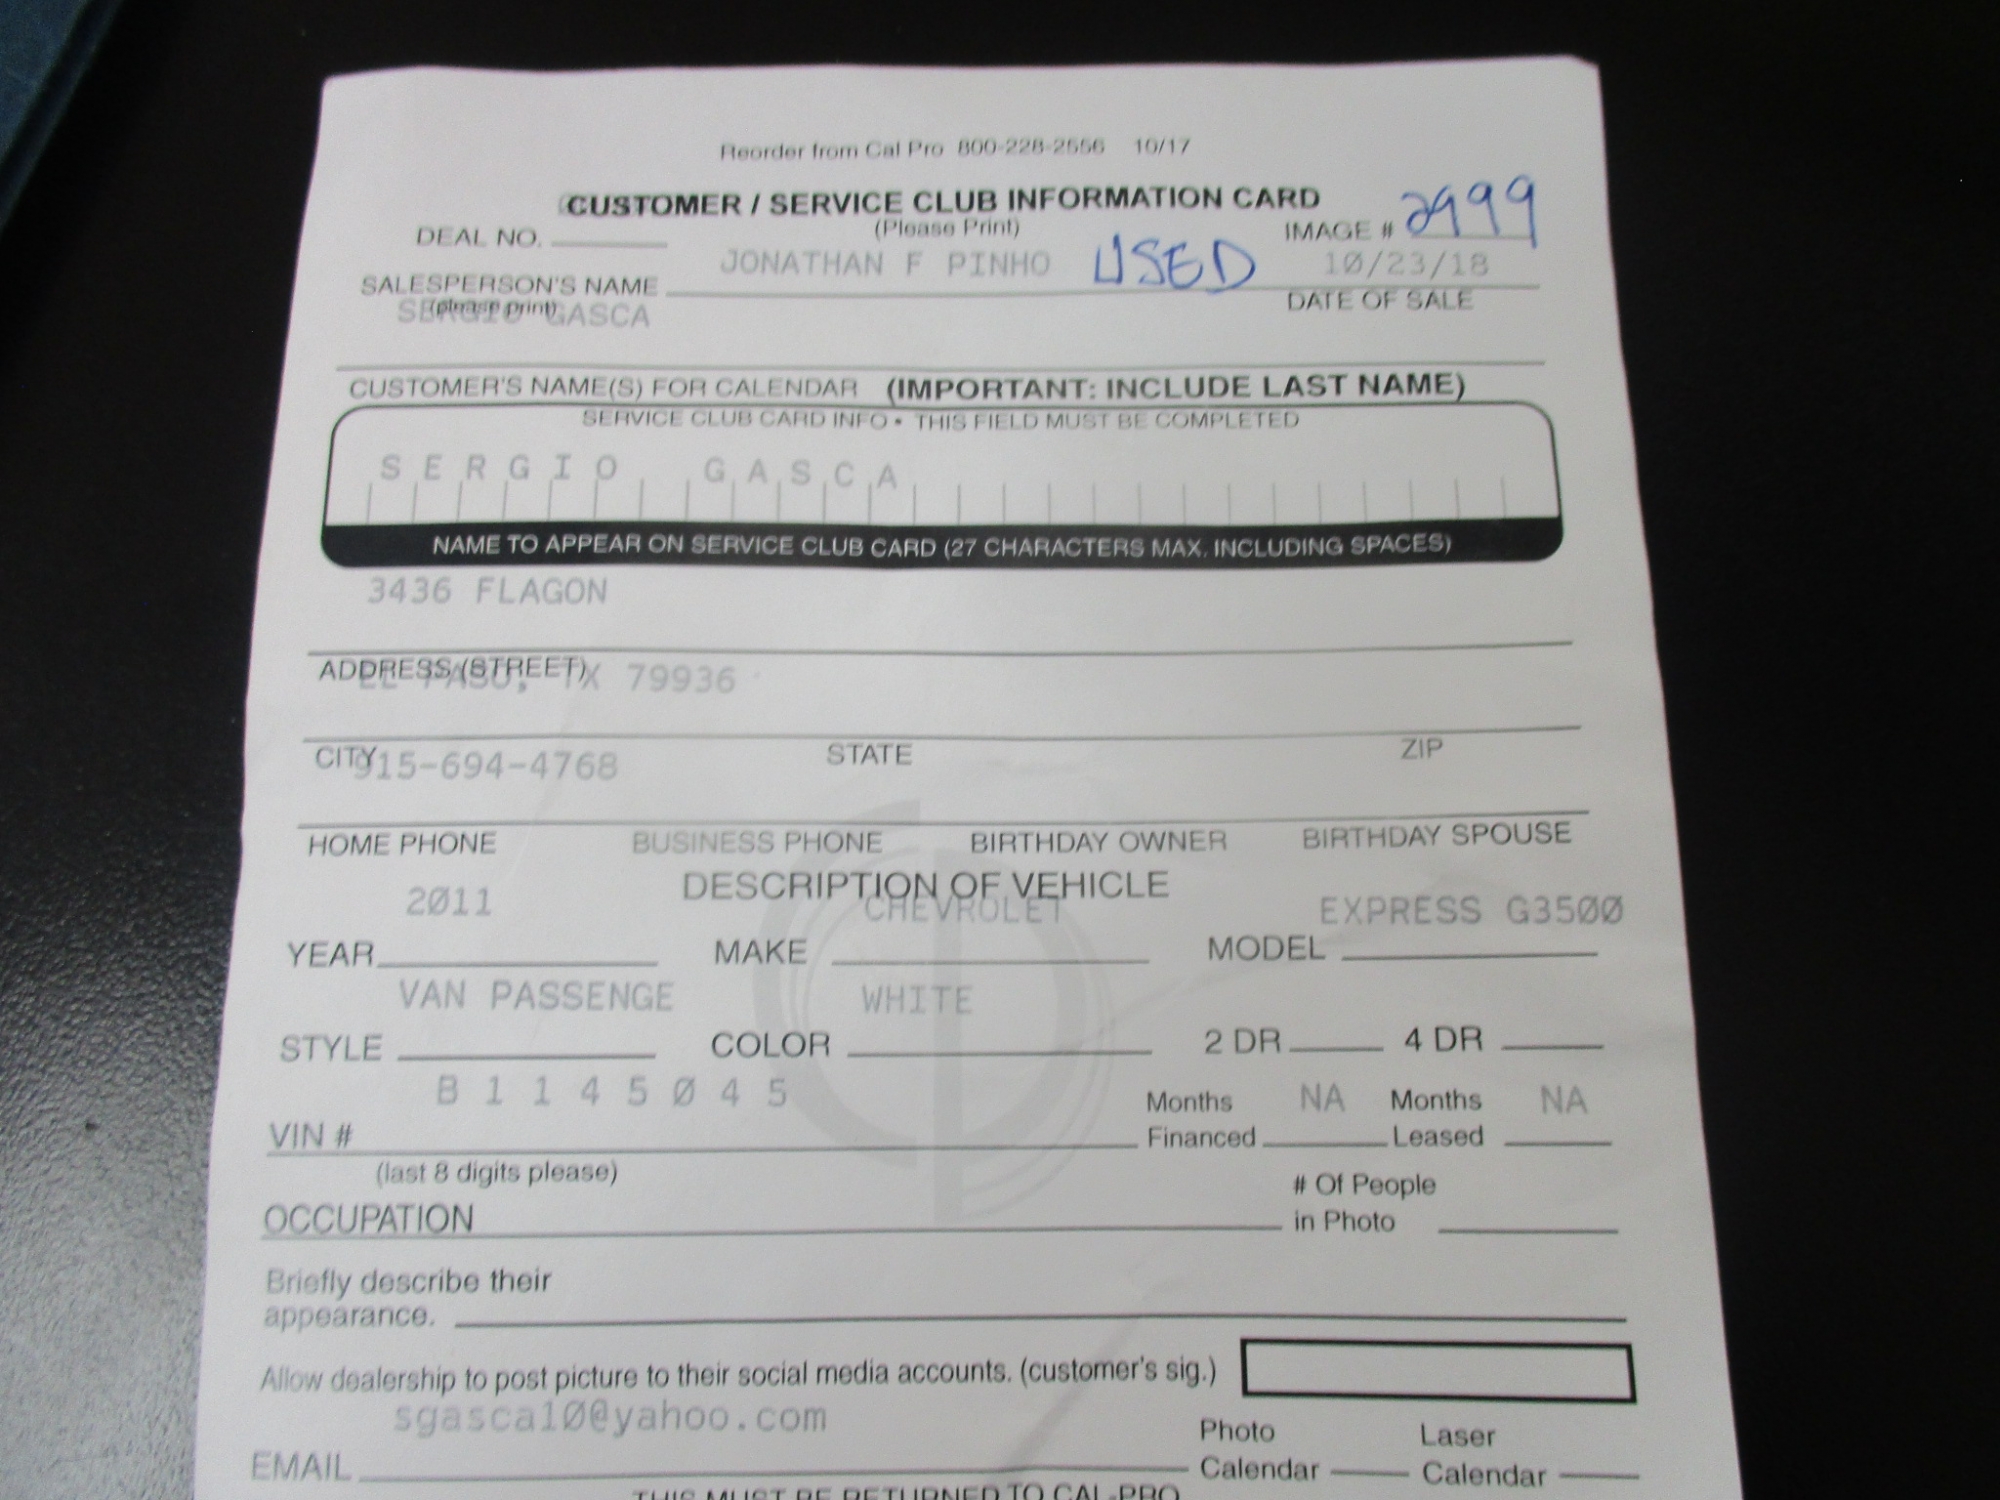 Reorder from Cal Pro 800-228-2556 10/17
CUSTOMER / SERVICE CLUB INFORMATION CARD
(Please Print)
DEAL NO.
IMAGE # 2999
JONATHAN F PINHO USED 10/23/18
SALESPERSON'S NAME
(please print)
DATE OF SALE
SERGIO GASCA
CUSTOMER'S NAME(S) FOR CALENDAR (IMPORTANT: INCLUDE LAST NAME)
SERVICE CLUB CARD INFO • THIS FIELD MUST BE COMPLETED
SERGIO GASCA
NAME TO APPEAR ON SERVICE CLUB CARD (27 CHARACTERS MAX. INCLUDING SPACES)
3436 FLAGON
ADDRESS (STREET)
EL PASO, TX 79936
CITY STATE ZIP
915-694-4768
HOME PHONE BUSINESS PHONE BIRTHDAY OWNER BIRTHDAY SPOUSE
DESCRIPTION OF VEHICLE
2011 CHEVROLET EXPRESS G3500
YEAR MAKE MODEL
VAN PASSENGE WHITE
STYLE COLOR 2 DR 4 DR
B1145045
Months Financed NA Months Leased NA
VIN #
(last 8 digits please)
# Of People in Photo
OCCUPATION
Briefly describe their
appearance.
Allow dealership to post picture to their social media accounts. (customer's sig.)
sgasca10@yahoo.com
EMAIL Photo Calendar Laser Calendar
THIS MUST BE RETURNED TO CAL-PRO